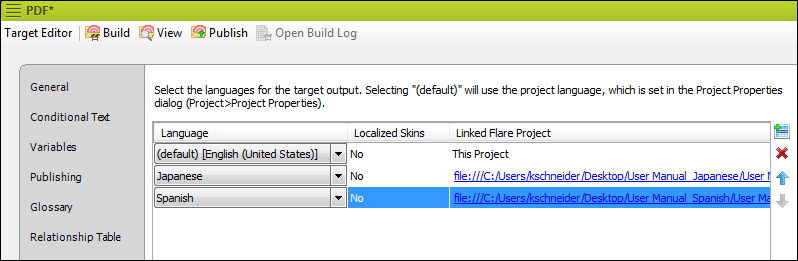 PDF*
Target Editor Build View Publish Open Build Log
General
Conditional Text
Variables
Publishing
Glossary
Relationship Table
Select the languages for the target output. Selecting "(default)" will use the project language, which is set in the Project Properties
dialog (Project>Project Properties).
Language Localized Skins Linked Flare Project
(default) [English (United States)] No This Project
Japanese No file:///C:/Users/kschneider/Desktop/User Manual_Japanese/User M
Spanish No file:///C:/Users/kschneider/Desktop/User Manual_Spanish/User Ma